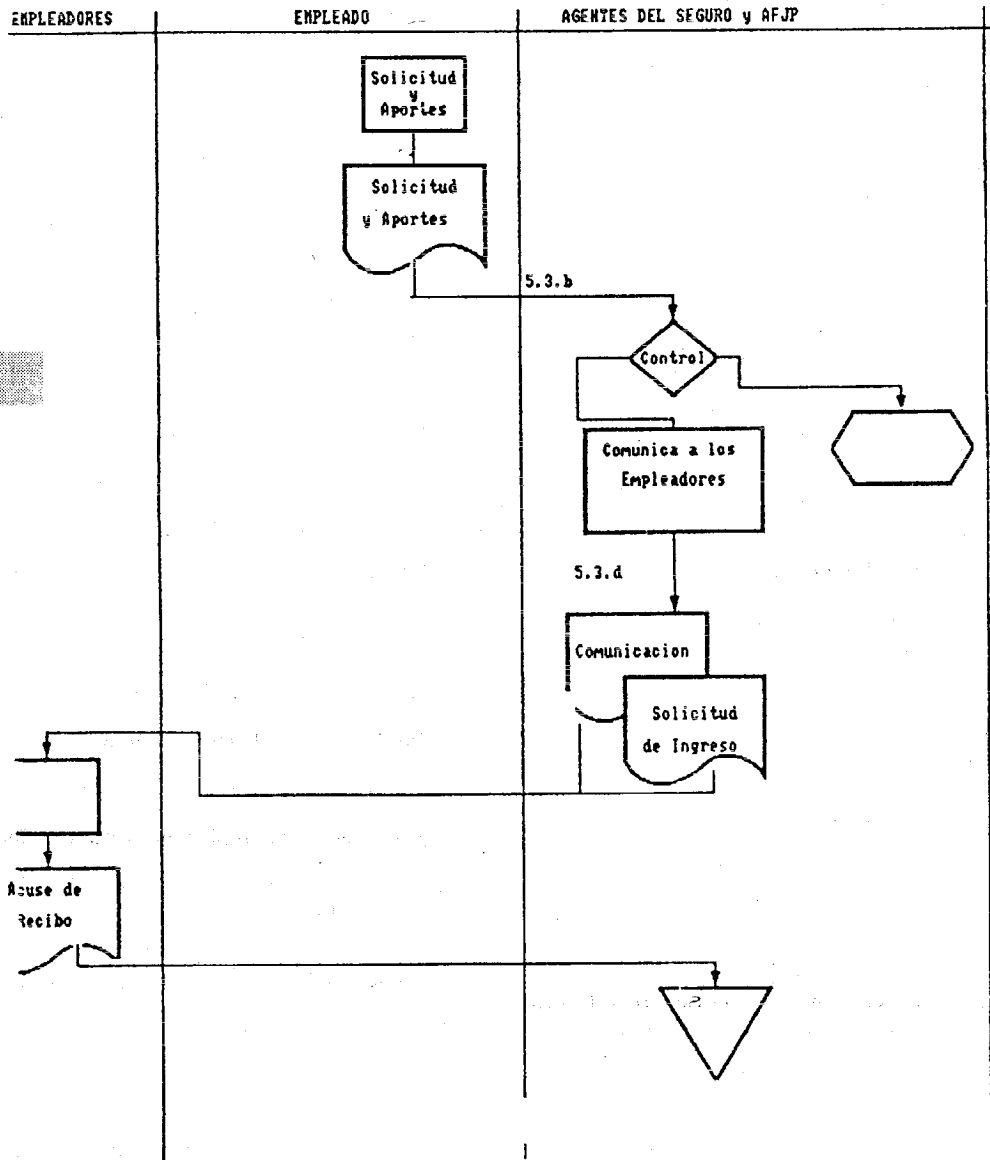 EMPLEADORES
EMPLEADO
AGENTES DEL SEGURO y AFJP
Solicitud
y
Aportes
Solicitud
y Aportes
5.3.b
Control
Comunica a los
Empleadores
5.3.d
Comunicacion
Solicitud
de Ingreso
Acuse de
Recibo